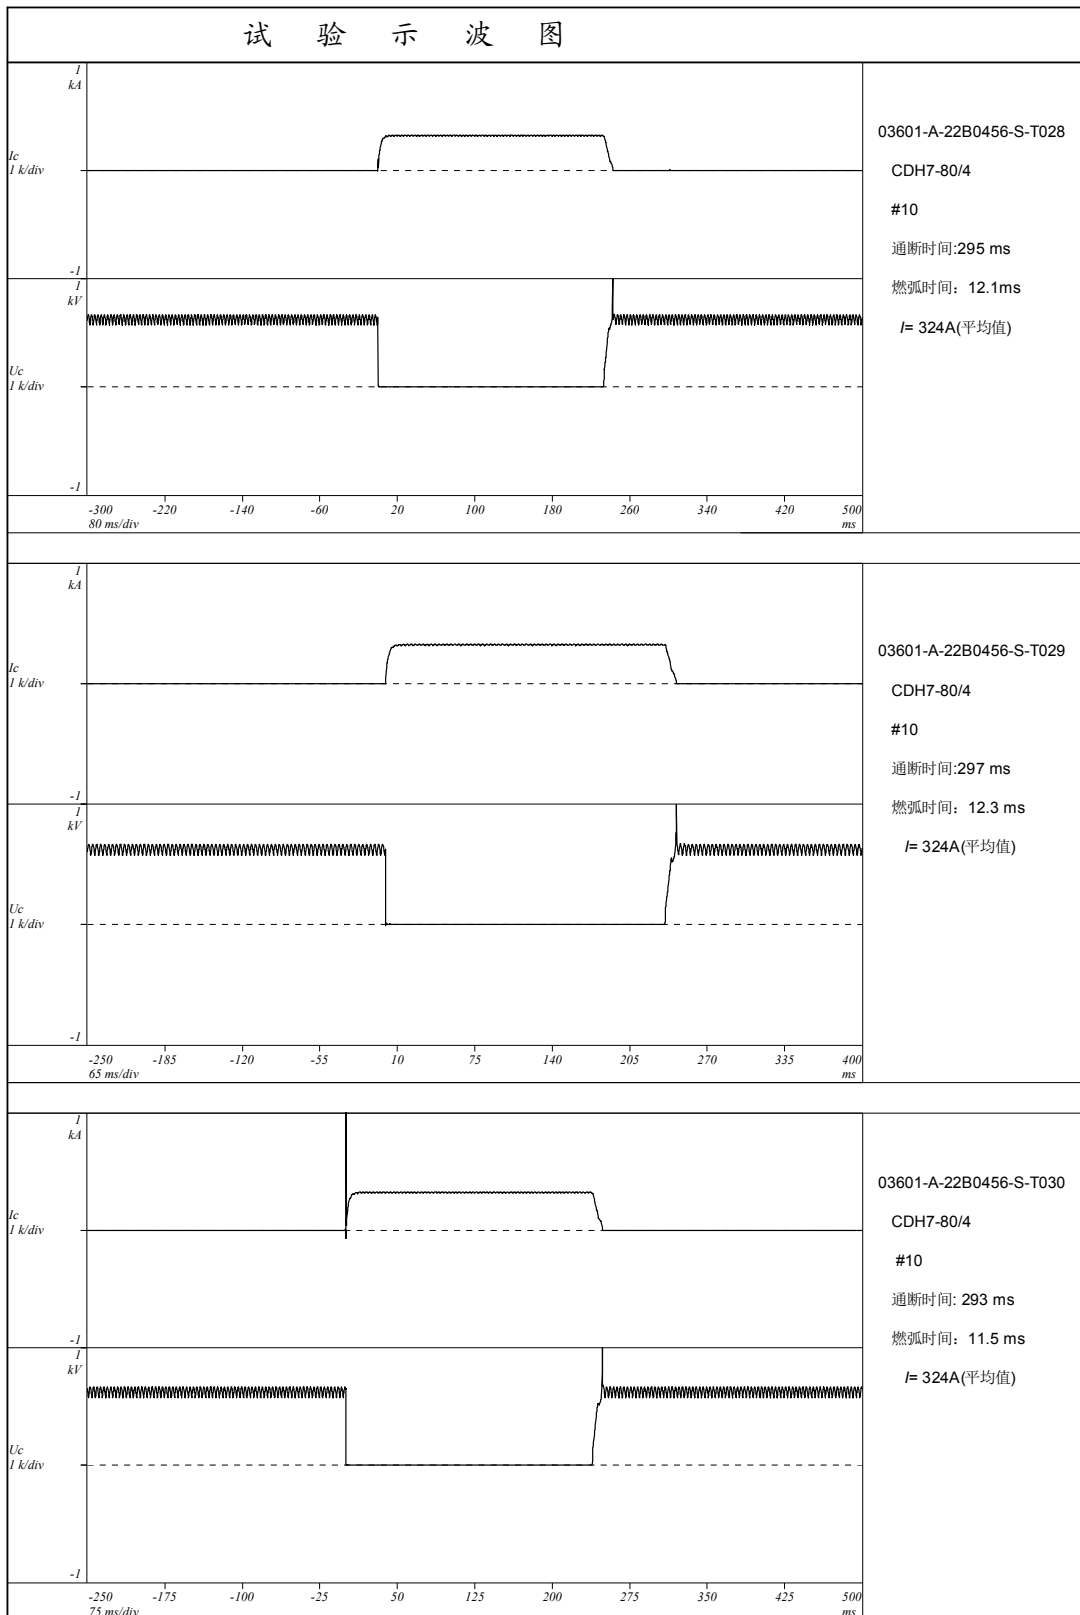 试 验 示 波 图
1
kA
Ic
1 k/div
-1
1
kV
Uc
1 k/div
-1
-300 -220 -140 -60 20 100 180 260 340 420 500
80 ms/div ms
03601-A-22B0456-S-T028
CDH7-80/4
#10
通断时间:295 ms
燃弧时间：12.1ms
I= 324A(平均值)
1
kA
Ic
1 k/div
-1
1
kV
Uc
1 k/div
-1
-250 -185 -120 -55 10 75 140 205 270 335 400
65 ms/div ms
03601-A-22B0456-S-T029
CDH7-80/4
#10
通断时间:297 ms
燃弧时间：12.3 ms
I= 324A(平均值)
1
kA
Ic
1 k/div
-1
1
kV
Uc
1 k/div
-1
-250 -175 -100 -25 50 125 200 275 350 425 500
75 ms/div ms
03601-A-22B0456-S-T030
CDH7-80/4
#10
通断时间: 293 ms
燃弧时间：11.5 ms
I= 324A(平均值)